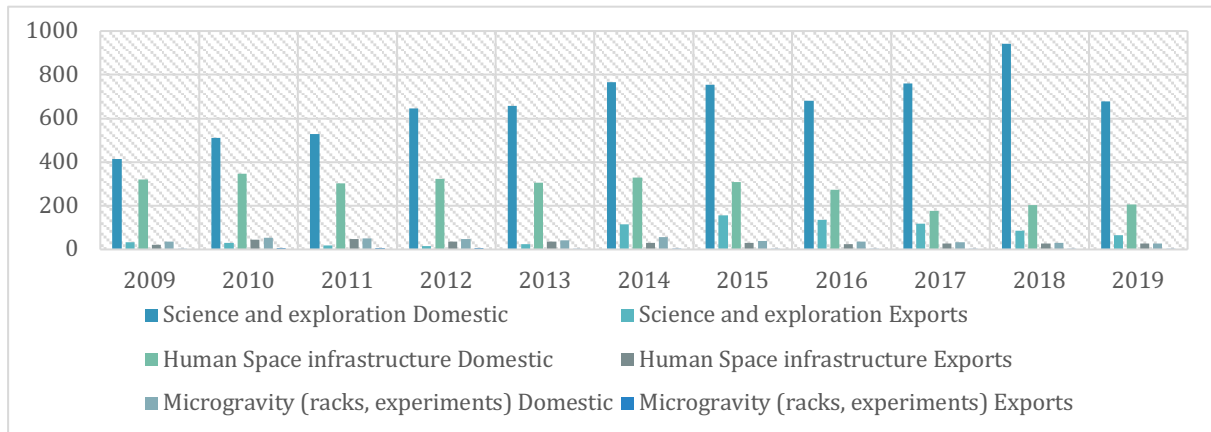 1000
800
600
400
200
0
2009 2010 2011 2012 2013 2014 2015 2016 2017 2018 2019
Science and exploration Domestic Science and exploration Exports
Human Space infrastructure Domestic Human Space infrastructure Exports
Microgravity (racks, experiments) Domestic Microgravity (racks, experiments) Exports